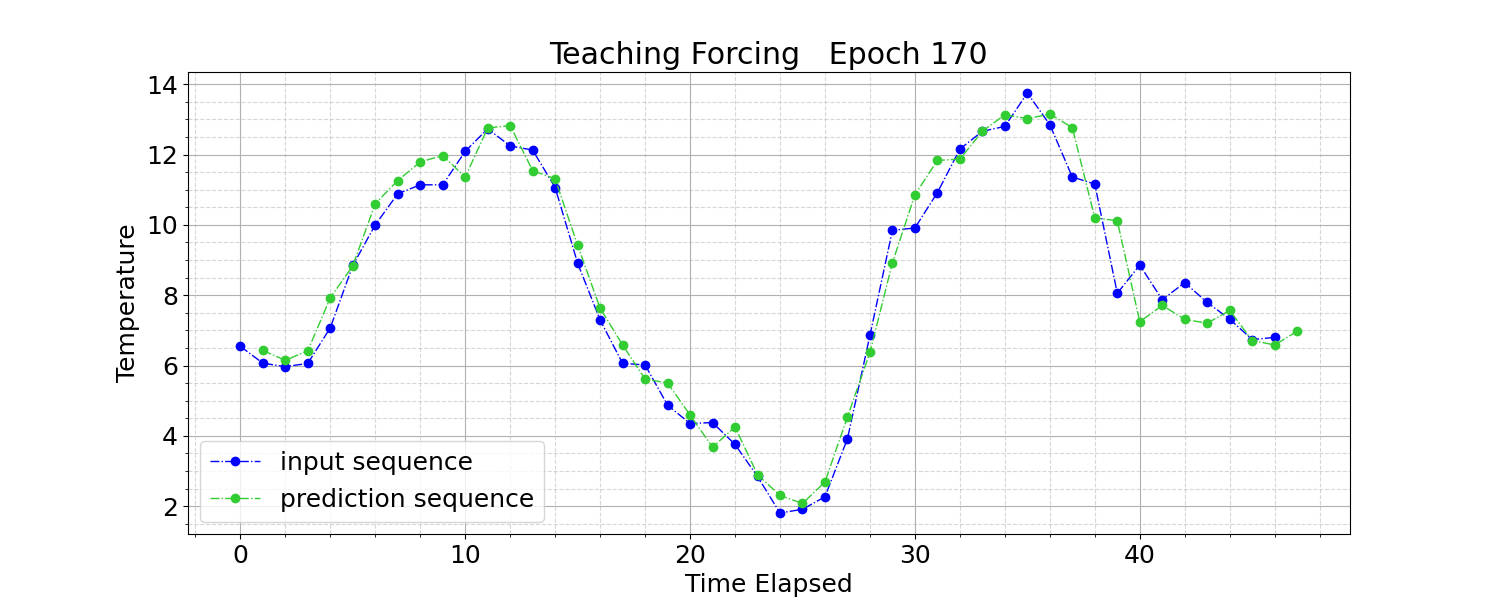 Teaching Forcing   Epoch 170
14
12
10
8
6
4
2
Temperature
input sequence
prediction sequence
0 10 20 30 40
Time Elapsed